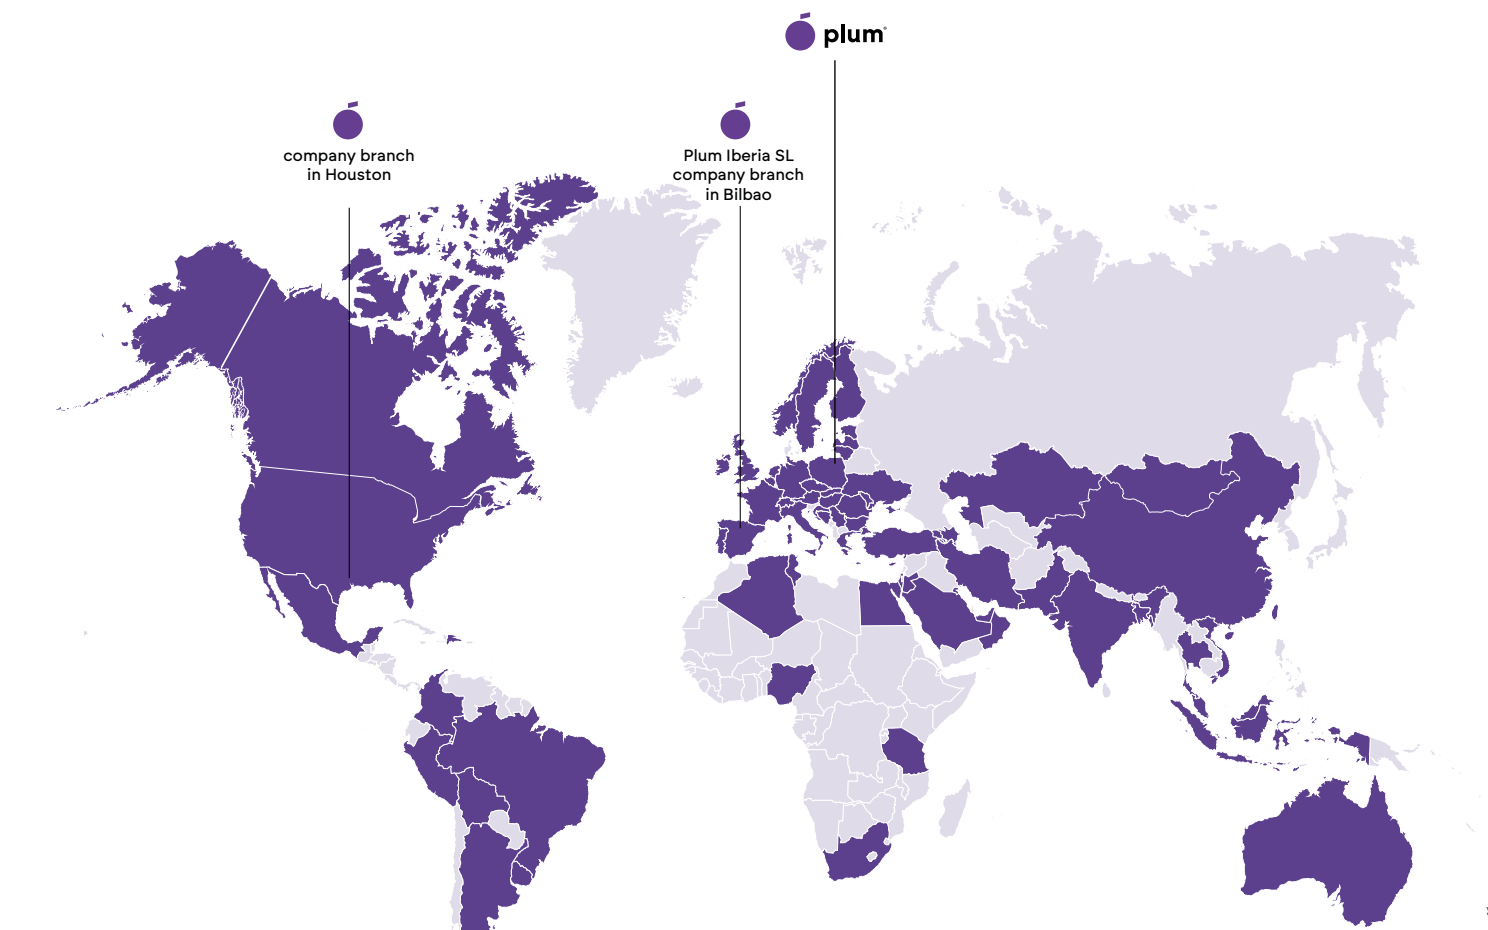 plum
company branch
in Houston
Plum Iberia SL
company branch
in Bilbao